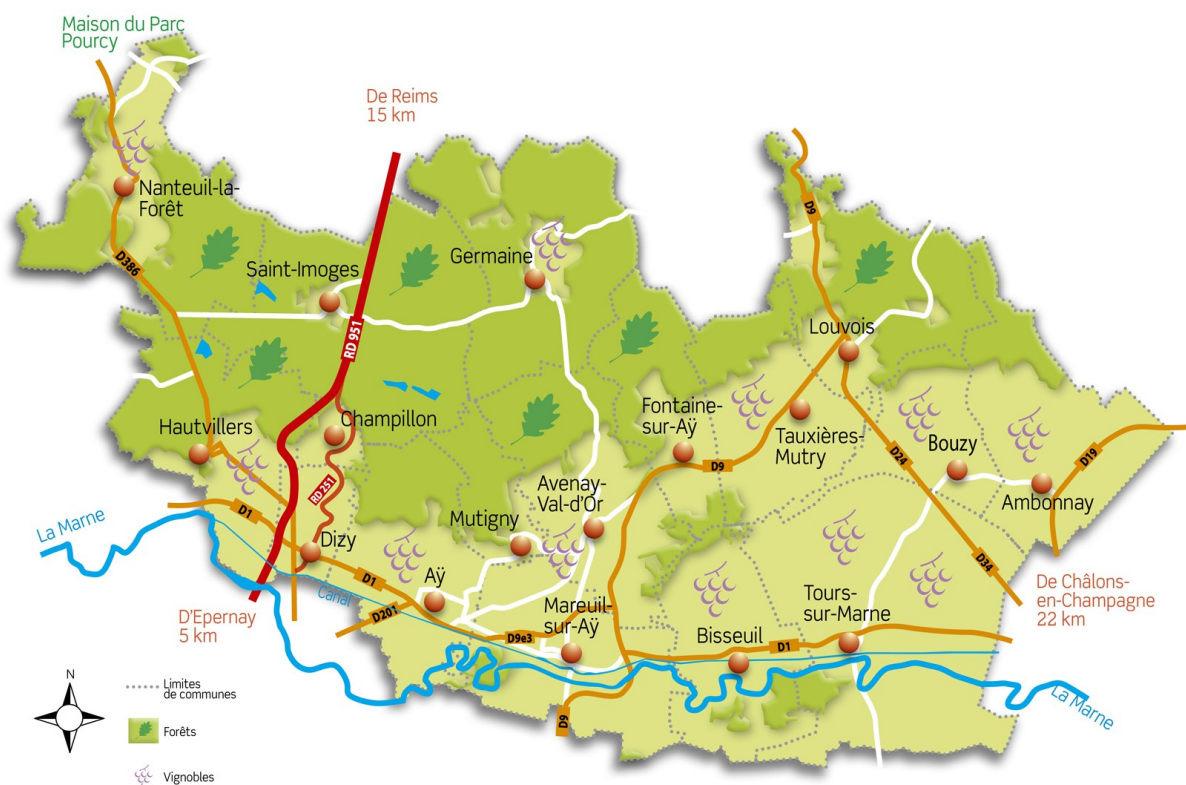 Maison du Parc
Pourcy
De Reims
15 km
Nanteuil-la-
Forêt
D9
D386
Saint-Imoges
Germaine
RD 951
Louvois
Hautvillers
Champillon
Fontaine-
sur-Aÿ
Tauxières-
Mutry
Bouzy
D24
D19
D9
RD 251
Avenay-
Val-d'Or
Ambonnay
La Marne
D1
Mutigny
Dizy
D34
D1
Aÿ
Canal
D201
De Châlons-
en-Champagne
22 km
D'Epernay
5 km
Mareuil-
sur-Aÿ
D9e3
Bisseuil
Tours-
sur-Marne
D1
La Marne
D9
N
Limites
de communes
Forêts
Vignobles